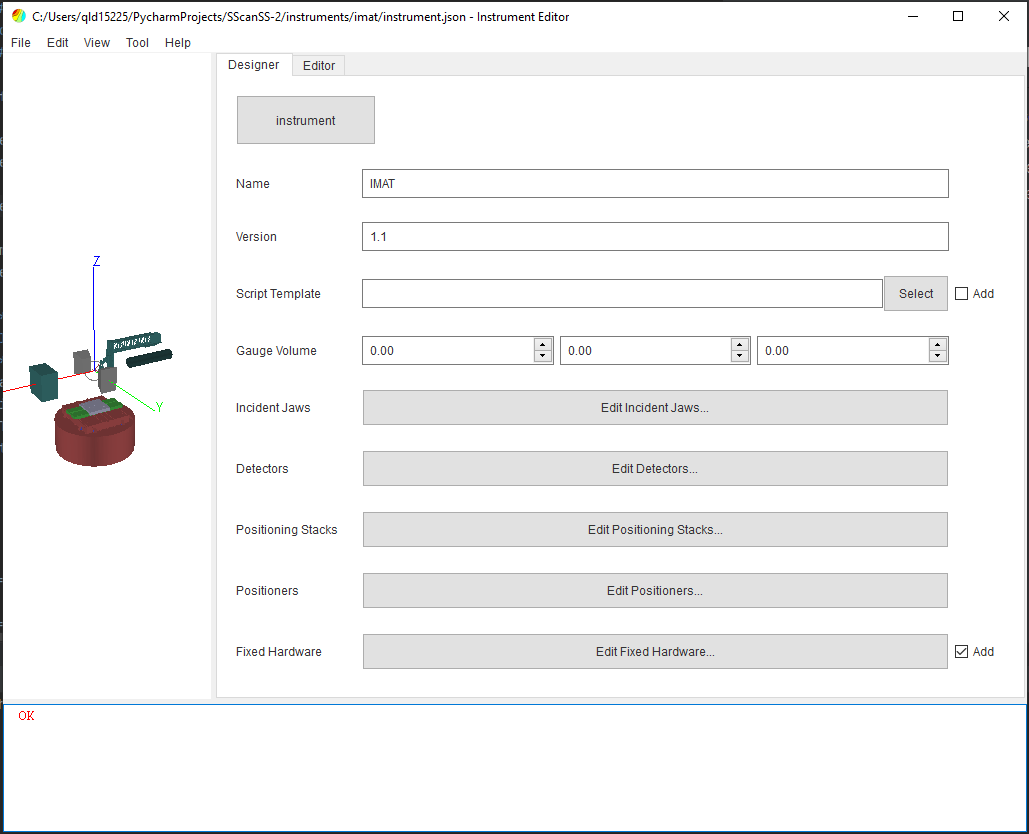 C:/Users/qld15225/PycharmProjects/SScanSS-2/instruments/imat/instrument.json - Instrument Editor
File Edit View Tool Help
Designer Editor
instrument
Name IMAT
Version 1.1
Script Template Select Add
Gauge Volume 0.00 0.00 0.00
Incident Jaws Edit Incident Jaws...
Detectors Edit Detectors...
Positioning Stacks Edit Positioning Stacks...
Positioners Edit Positioners...
Fixed Hardware Edit Fixed Hardware... Add
Z
Y
OK